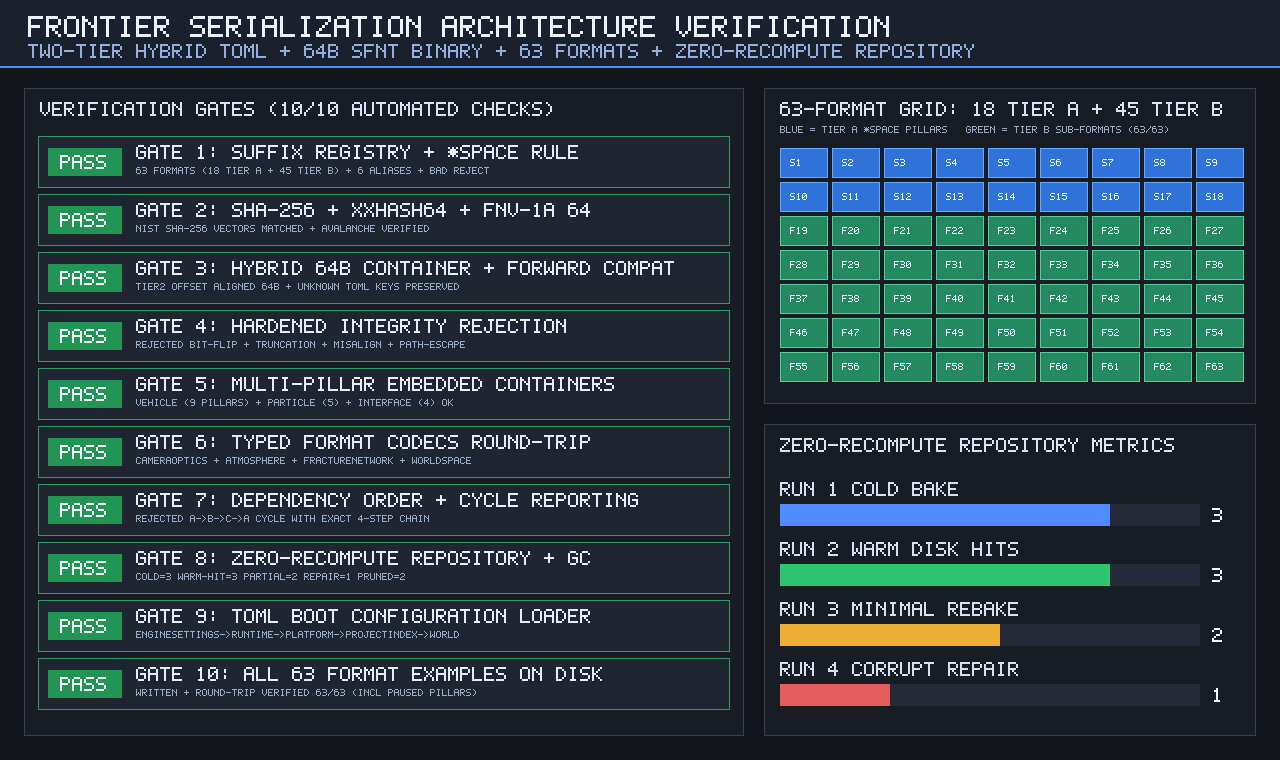 FRONTIER SERIALIZATION ARCHITECTURE VERIFICATION
TWO-TIER HYBRID TOML + 64B SFNT BINARY + 63 FORMATS + ZERO-RECOMPUTE REPOSITORY
VERIFICATION GATES (10/10 AUTOMATED CHECKS)
PASS
GATE 1: SUFFIX REGISTRY + *SPACE RULE
63 FORMATS (18 TIER A + 45 TIER B) + 6 ALIASES + BAD REJECT
PASS
GATE 2: SHA-256 + XXHASH64 + FNV-1A 64
NIST SHA-256 VECTORS MATCHED + AVALANCHE VERIFIED
PASS
GATE 3: HYBRID 64B CONTAINER + FORWARD COMPAT
TIER2 OFFSET ALIGNED 64B + UNKNOWN TOML KEYS PRESERVED
PASS
GATE 4: HARDENED INTEGRITY REJECTION
REJECTED BIT-FLIP + TRUNCATION + MISALIGN + PATH-ESCAPE
PASS
GATE 5: MULTI-PILLAR EMBEDDED CONTAINERS
VEHICLE (9 PILLARS) + PARTICLE (5) + INTERFACE (4) OK
PASS
GATE 6: TYPED FORMAT CODECS ROUND-TRIP
CAMERAOPTICS + ATMOSPHERE + FRACTURENETWORK + WORLDSPACE
PASS
GATE 7: DEPENDENCY ORDER + CYCLE REPORTING
REJECTED A->B->C->A CYCLE WITH EXACT 4-STEP CHAIN
PASS
GATE 8: ZERO-RECOMPUTE REPOSITORY + GC
COLD=3 WARM-HIT=3 PARTIAL=2 REPAIR=1 PRUNED=2
PASS
GATE 9: TOML BOOT CONFIGURATION LOADER
ENGINESETTINGS->RUNTIME->PLATFORM->PROJECTINDEX->WORLD
PASS
GATE 10: ALL 63 FORMAT EXAMPLES ON DISK
WRITTEN + ROUND-TRIP VERIFIED 63/63 (INCL PAUSED PILLARS)
63-FORMAT GRID: 18 TIER A + 45 TIER B
BLUE = TIER A *SPACE PILLARS   GREEN = TIER B SUB-FORMATS (63/63)
S1 S2 S3 S4 S5 S6 S7 S8 S9
S10 S11 S12 S13 S14 S15 S16 S17 S18
F19 F20 F21 F22 F23 F24 F25 F26 F27
F28 F29 F30 F31 F32 F33 F34 F35 F36
F37 F38 F39 F40 F41 F42 F43 F44 F45
F46 F47 F48 F49 F50 F51 F52 F53 F54
F55 F56 F57 F58 F59 F60 F61 F62 F63
ZERO-RECOMPUTE REPOSITORY METRICS
RUN 1 COLD BAKE
3
RUN 2 WARM DISK HITS
3
RUN 3 MINIMAL REBAKE
2
RUN 4 CORRUPT REPAIR
1